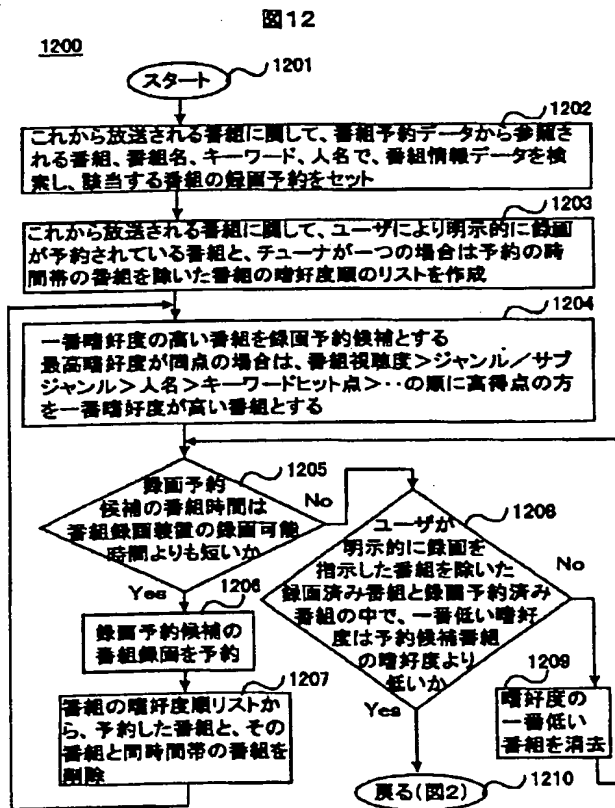 図12
1200
スタート
1201
1202
これから放送される番組に関して、番組予約データから参照さ
れる番組、番組名、キーワード、人名で、番組情報データを検
索し、該当する番組の録画予約をセット
1203
これから放送される番組に関して、ユーザにより明示的に録画
が予約されている番組と、チューナが一つの場合は予約の時
間帯の番組を除いた番組の嗜好度順のリストを作成
1204
一番嗜好度の高い番組を録画予約候補とする
最高嗜好度が同点の場合は、番組視聴度>ジャンル/サブ
ジャンル>人名>キーワードヒット点>・・の順に高得点の方
を一番嗜好度が高い番組とする
1205
録画予約
候補の番組時間は
番組録画装置の録画可能
時間よりも短いか
No
Yes
1206
録画予約候補の
番組録画を予約
1207
番組の嗜好度順リストか
ら、予約した番組と、その
番組と同時間帯の番組を
削除
1208
ユーザが
明示的に録画を
指示した番組を除いた
録画済み番組と録画予約済み
番組の中で、一番低い嗜好
度は予約候補番組
の嗜好度より
低いか
No
Yes
1209
嗜好度の
一番低い
番組を消去
戻る(図2)
1210